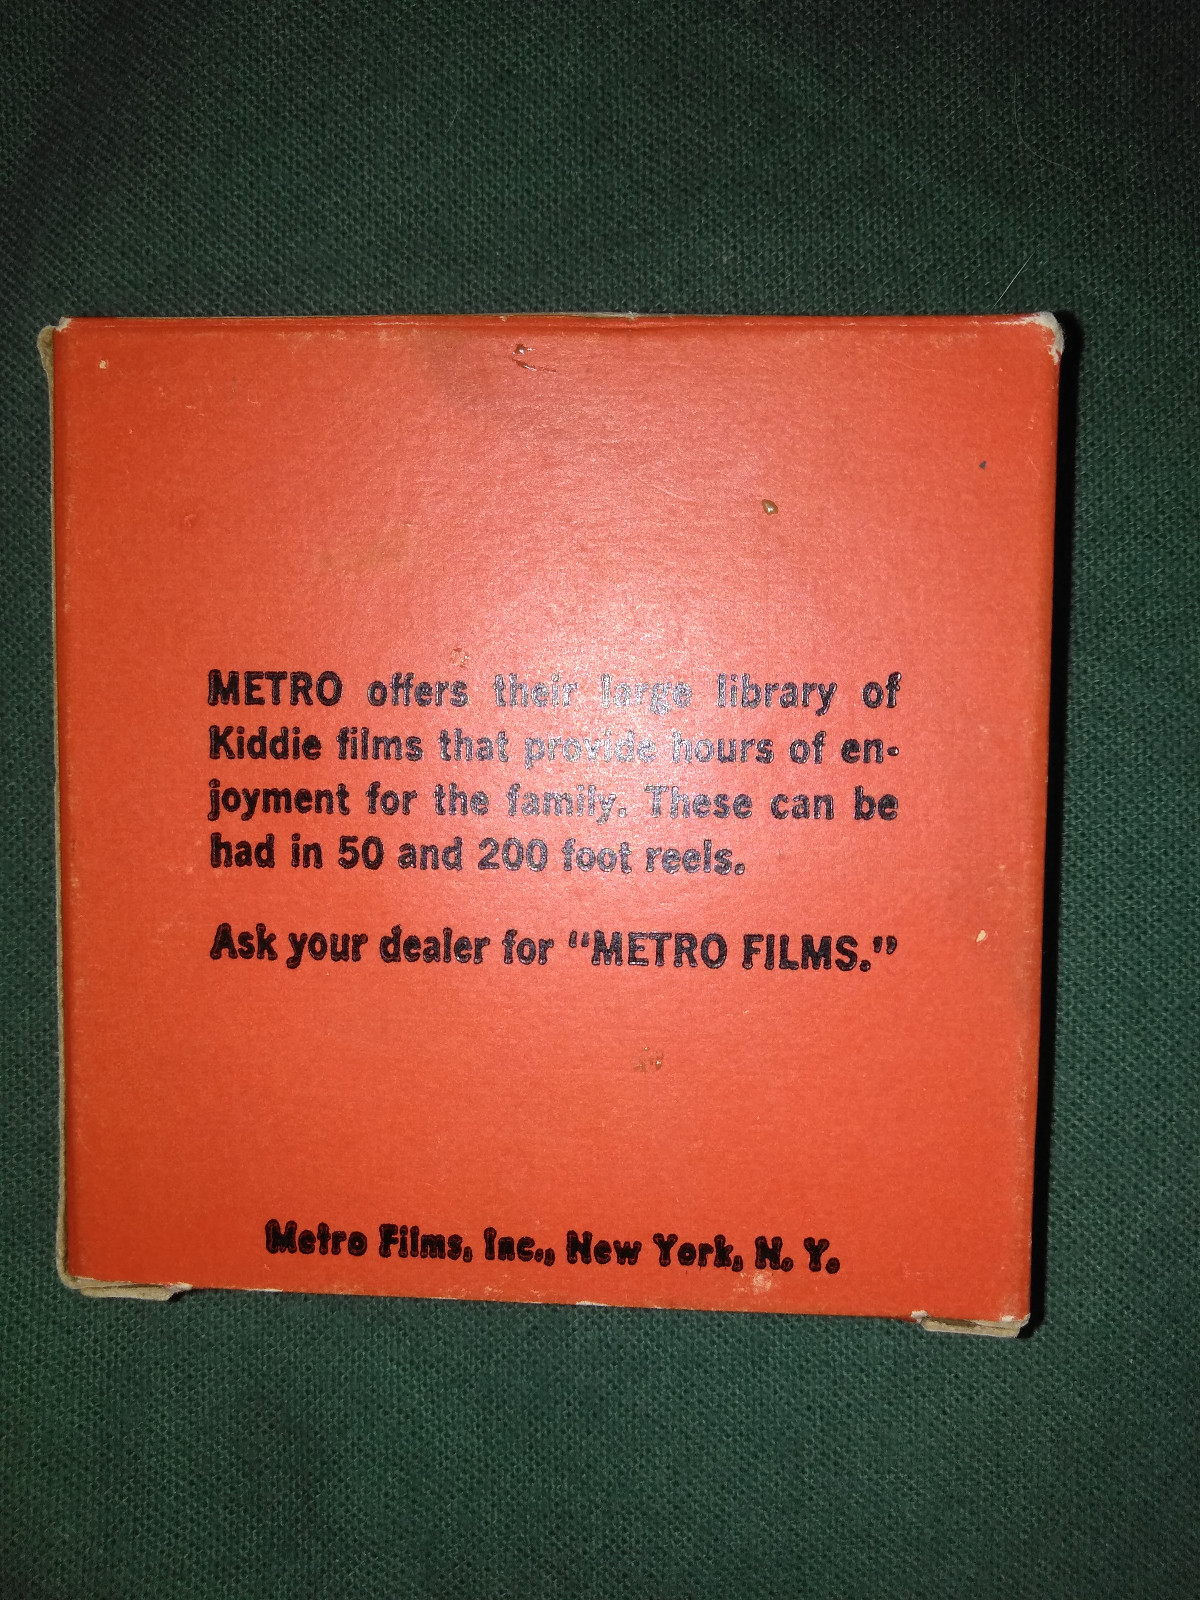 METRO offers their large library of
Kiddie films that provide hours of en-
joyment for the family. These can be
had in 50 and 200 foot reels.
Ask your dealer for “METRO FILMS.”
Metro Films, Inc., New York, N. Y.